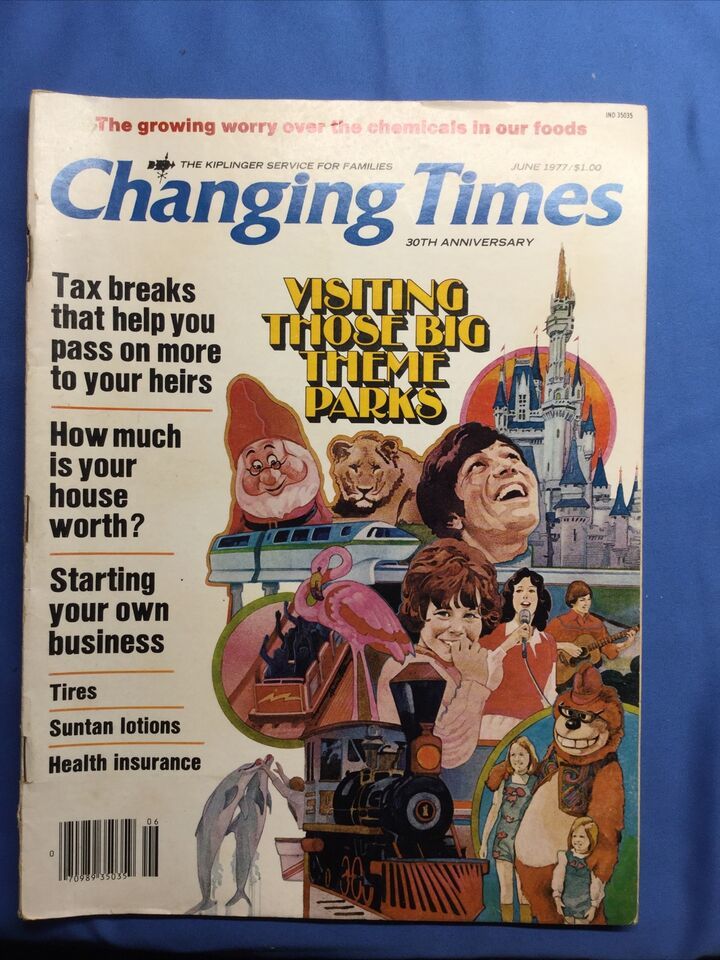 IND 35035
The growing worry over the chemicals in our foods
THE KIPLINGER SERVICE FOR FAMILIES
JUNE 1977/$1.00
Changing Times
30TH ANNIVERSARY
Tax breaks
that help you
pass on more
to your heirs
How much
is your
house
worth?
Starting
your own
business
Tires
Suntan lotions
Health insurance
VISITING
THOSE BIG
THEME
PARKS
1
06
0
70989 35035